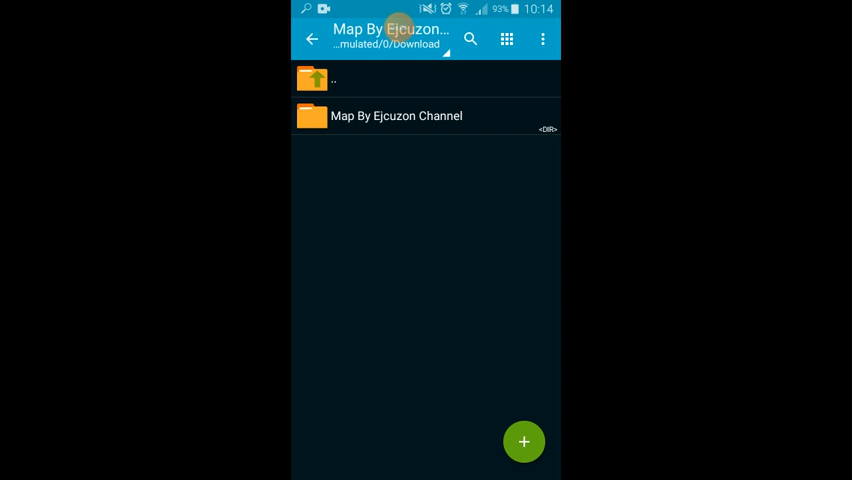 93% 10:14
Map By Ejcuzon...
...mulated/0/Download
..
Map By Ejcuzon Channel
<DIR>